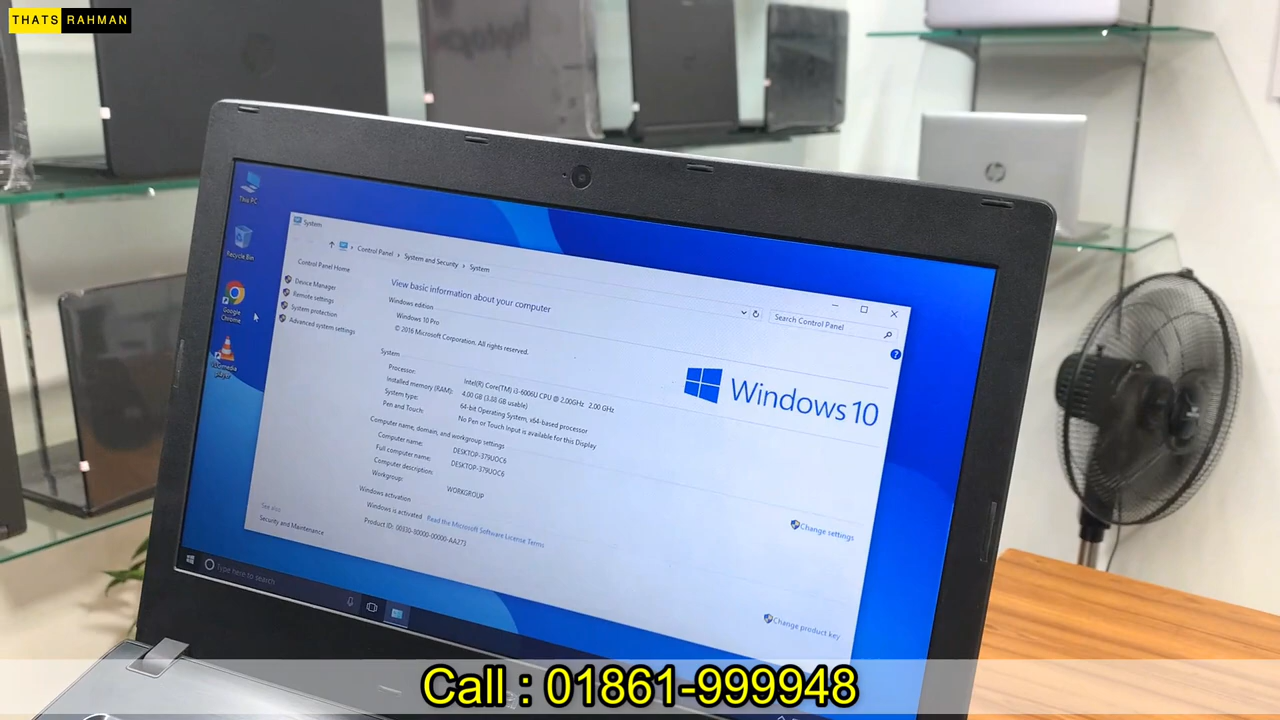 THATS RAHMAN
This PC
Recycle Bin
Google
Chrome
System
Control Panel > System and Security > System
Search Control Panel
Control Panel Home
Device Manager
Remote settings
System protection
Advanced system settings
See also
Security and Maintenance
View basic information about your computer
Windows edition
Windows 10 Pro
© 2016 Microsoft Corporation. All rights reserved.
Windows 10
System
Processor: Intel(R) Core(TM) i3-6006U CPU @ 2.00GHz 2.00 GHz
Installed memory (RAM): 4.00 GB (3.88 GB usable)
System type: 64-bit Operating System, x64-based processor
Pen and Touch: No Pen or Touch Input is available for this Display
Computer name, domain, and workgroup settings
Computer name: DESKTOP-379UOC6
Full computer name: DESKTOP-379UOC6
Computer description:
Workgroup: WORKGROUP
Change settings
Windows activation
Windows is activated Read the Microsoft Software License Terms
Product ID: 00330-80000-00000-AA273
Change product key
Type here to search
hp
Call : 01861-999948